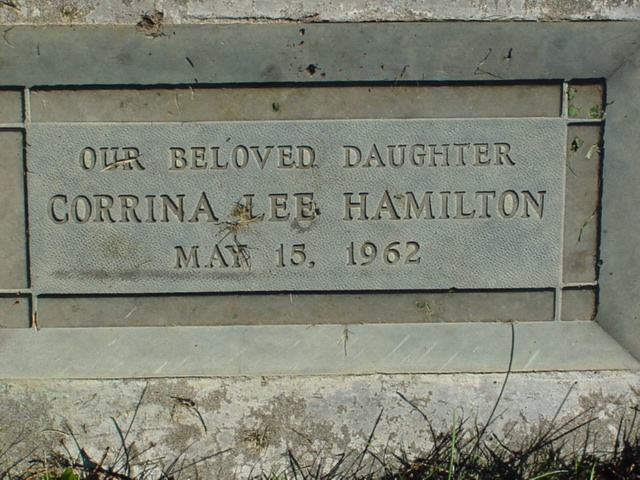 OUR BELOVED DAUGHTER
CORRINA LEE HAMILTON
MAY 15, 1962